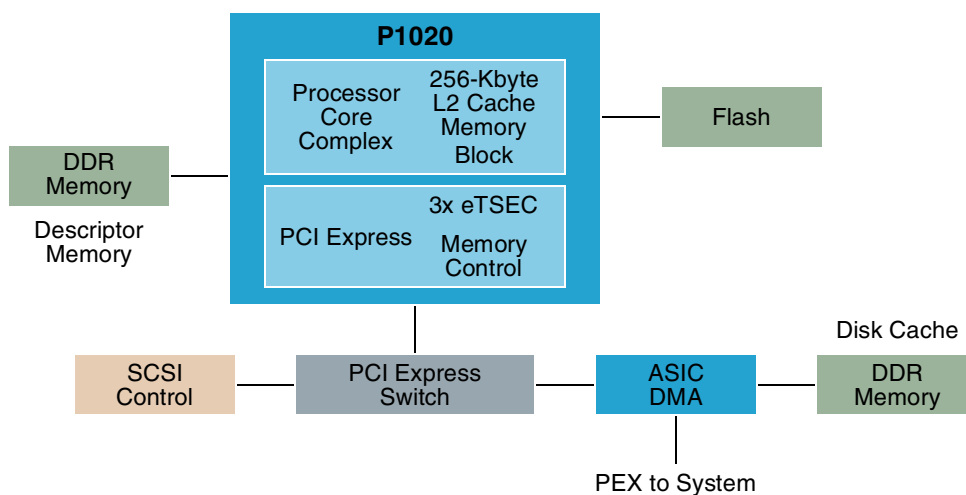 P1020
Processor
Core
Complex
256-Kbyte
L2 Cache
Memory
Block
Flash
DDR
Memory
Descriptor
Memory
PCI Express
3x eTSEC
Memory
Control
SCSI
Control
PCI Express
Switch
ASIC
DMA
Disk Cache
DDR
Memory
PEX to System